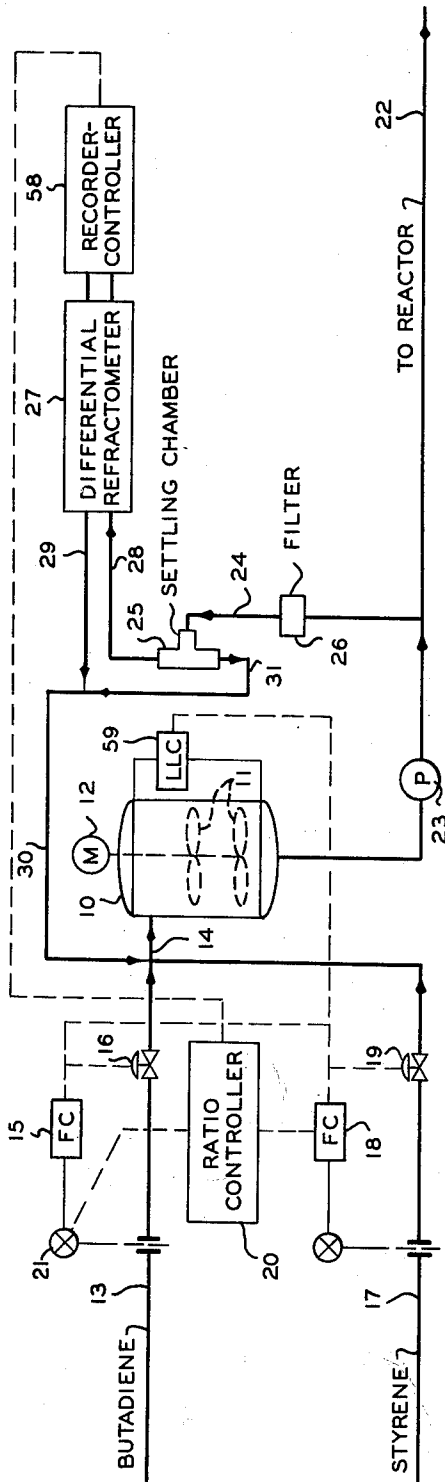 58
RECORDER-
CONTROLLER
27
DIFFERENTIAL
REFRACTOMETER
29
28
SETTLING CHAMBER
25
24
FILTER
26
31
22
TO REACTOR
30
59
LLC
12
M
10
11
14
P
23
16
15
FC
21
RATIO
CONTROLLER
20
19
FC
18
13
BUTADIENE
17
STYRENE